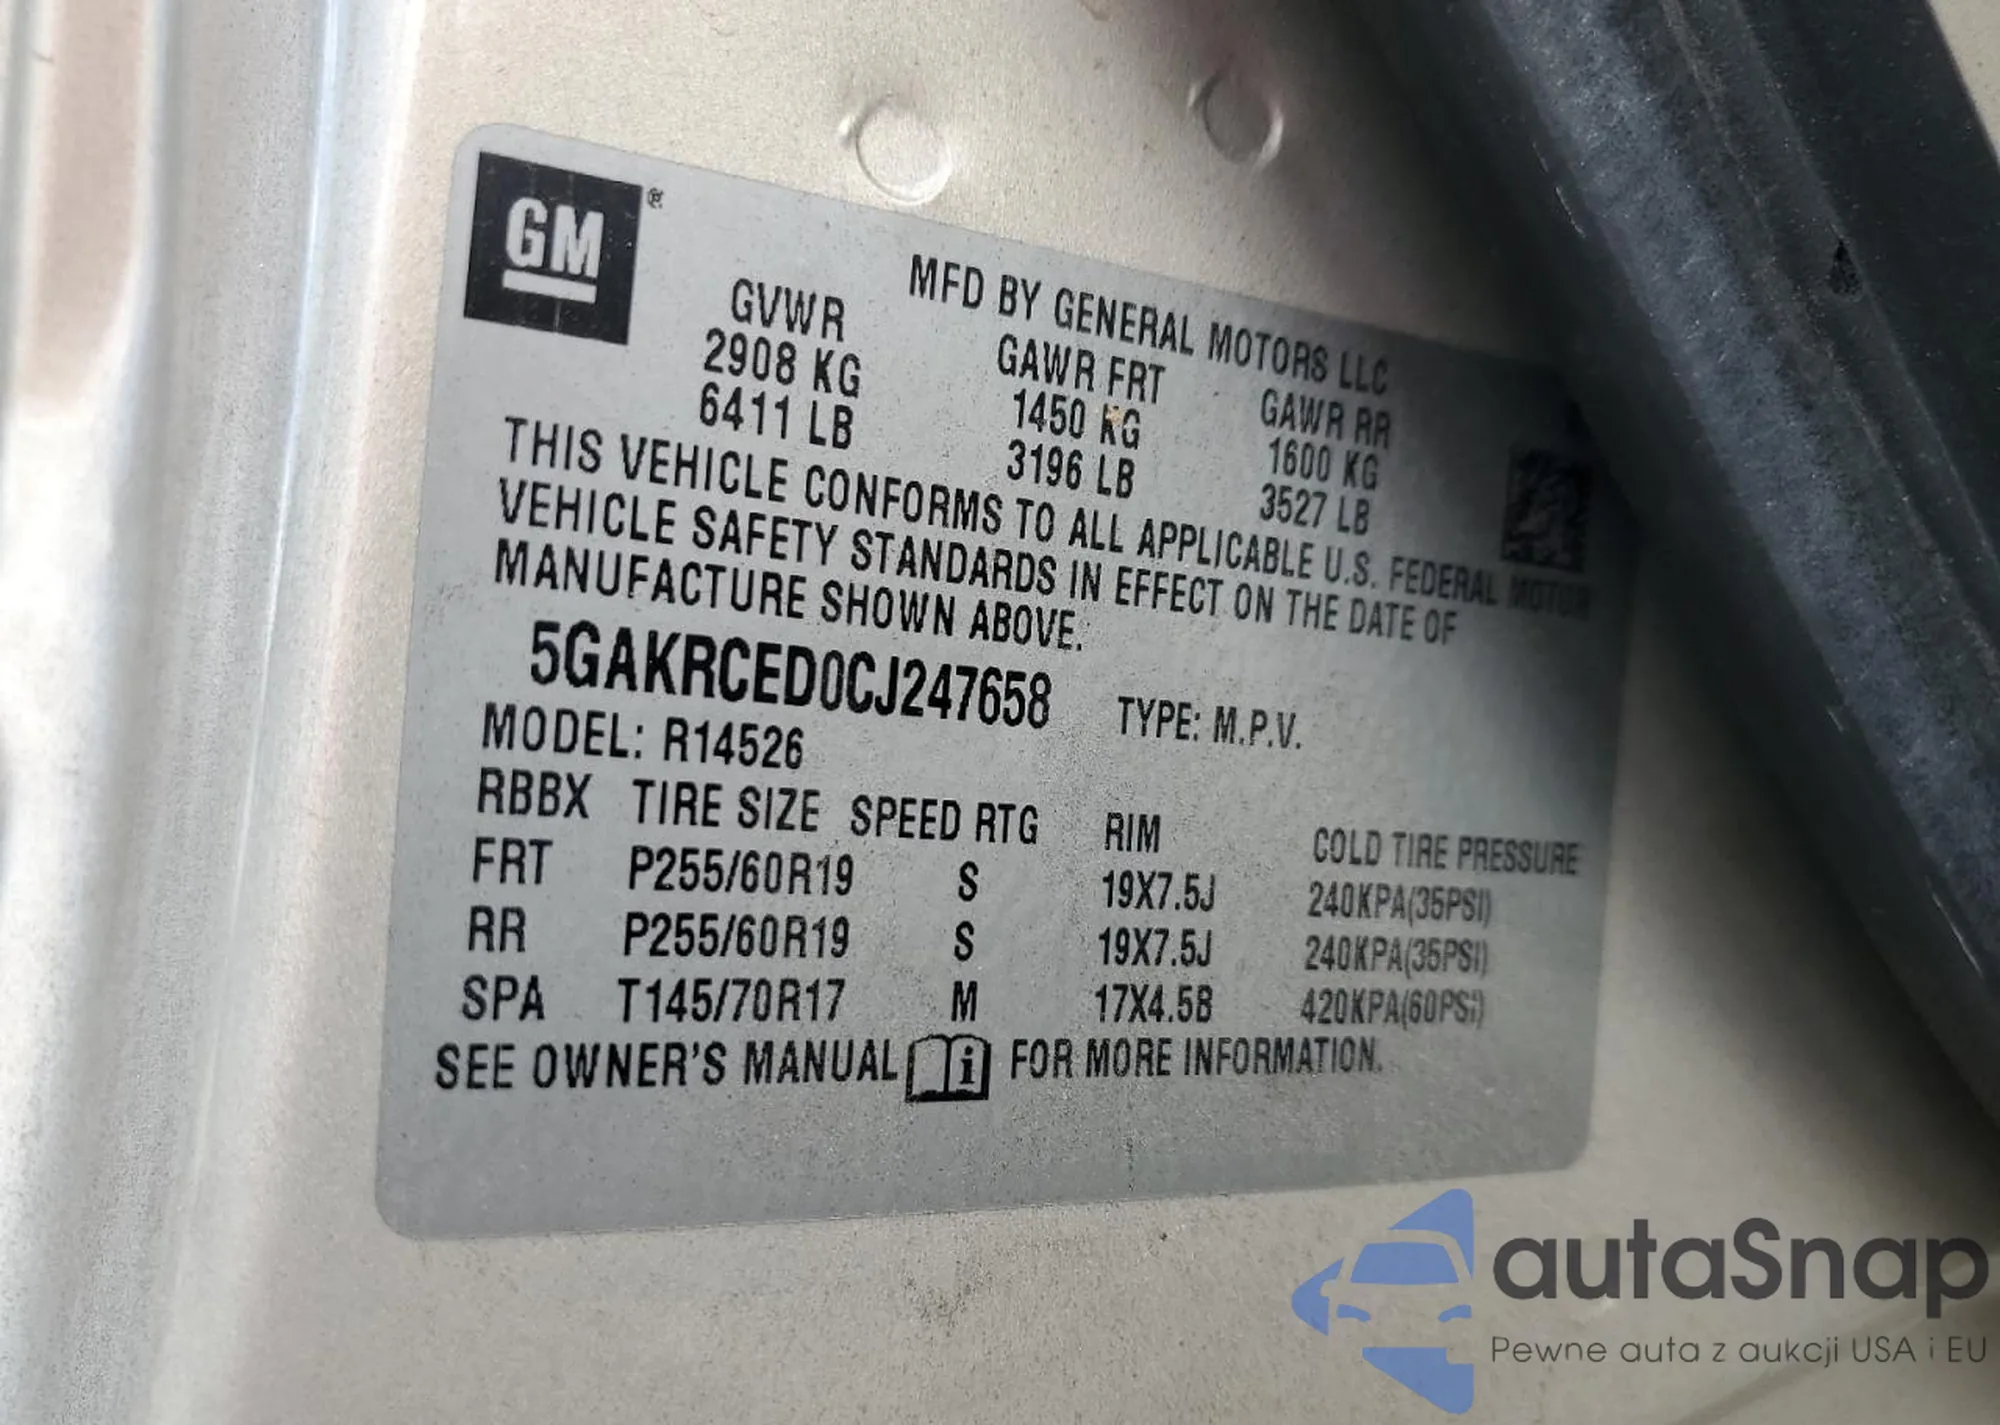 GM ®
MFD BY GENERAL MOTORS LLC
GVWR GAWR FRT GAWR RR
2908 KG 1450 KG 1600 KG
6411 LB 3196 LB 3527 LB
THIS VEHICLE CONFORMS TO ALL APPLICABLE U.S. FEDERAL MOTOR
VEHICLE SAFETY STANDARDS IN EFFECT ON THE DATE OF
MANUFACTURE SHOWN ABOVE.
5GAKRCED0CJ247658 TYPE: M.P.V.
MODEL: R14526
RBBX TIRE SIZE SPEED RTG RIM COLD TIRE PRESSURE
FRT P255/60R19 S 19X7.5J 240KPA(35PSI)
RR P255/60R19 S 19X7.5J 240KPA(35PSI)
SPA T145/70R17 M 17X4.5B 420KPA(60PSI)
SEE OWNER'S MANUAL i FOR MORE INFORMATION.
autaSnap
Pewne auta z aukcji USA i EU